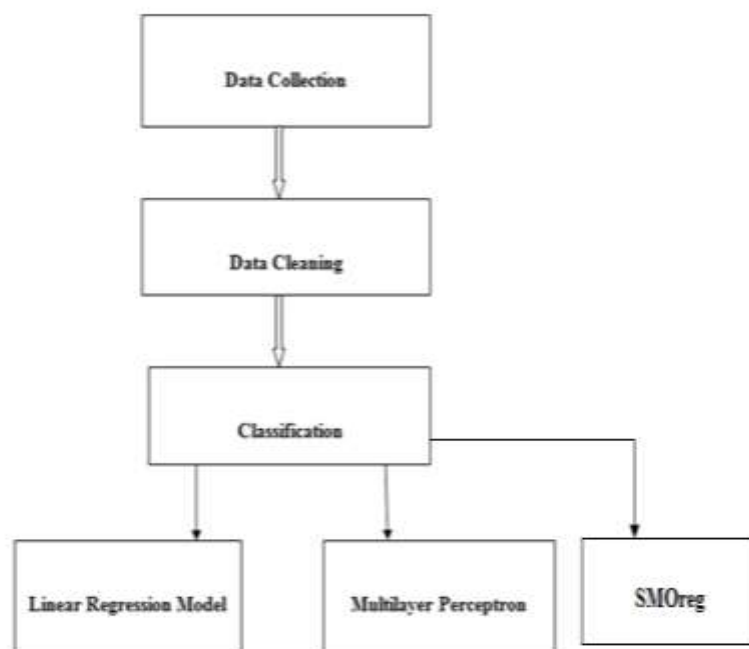 Data Collection
Data Cleaning
Classification
Linear Regression Model
Multilayer Perceptron
SMOreg